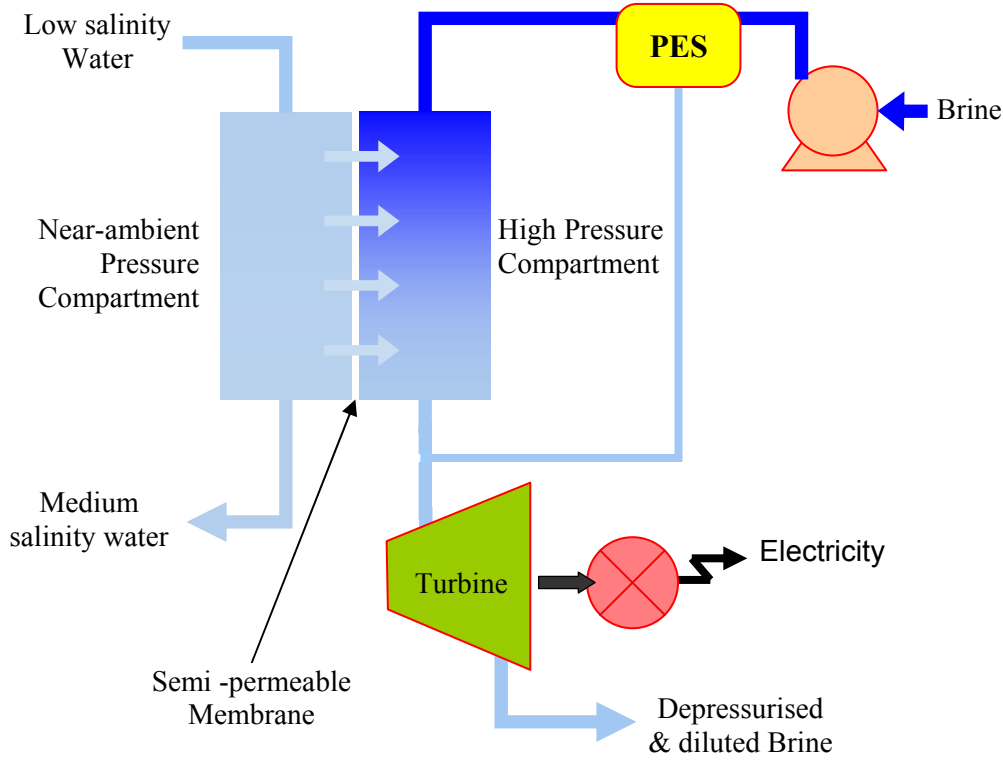 Low salinity
Water
PES
Brine
Near-ambient
Pressure
Compartment
High Pressure
Compartment
Medium
salinity water
Turbine
Electricity
Semi -permeable
Membrane
Depressurised
& diluted Brine